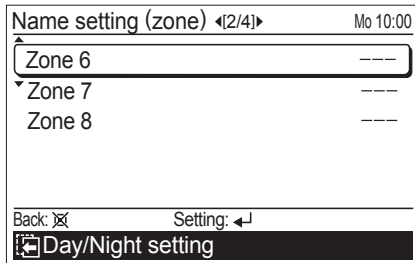 Name setting (zone) ◂[2/4]▸ Mo 10:00
Zone 6 ---
Zone 7 ---
Zone 8 ---
Back: Setting: ↵
Day/Night setting